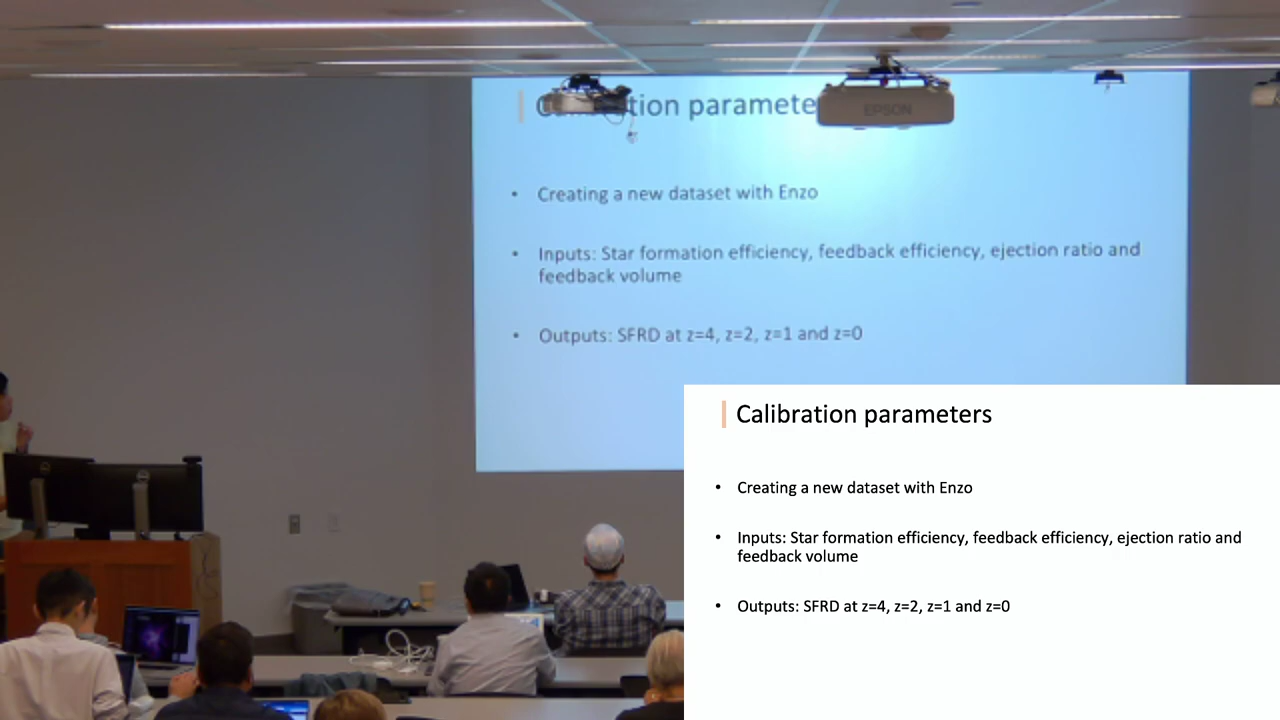 Calibration parameters
• Creating a new dataset with Enzo
• Inputs: Star formation efficiency, feedback efficiency, ejection ratio and
feedback volume
• Outputs: SFRD at z=4, z=2, z=1 and z=0
EPSON
Calibration parameters
• Creating a new dataset with Enzo
• Inputs: Star formation efficiency, feedback efficiency, ejection ratio and
feedback volume
• Outputs: SFRD at z=4, z=2, z=1 and z=0